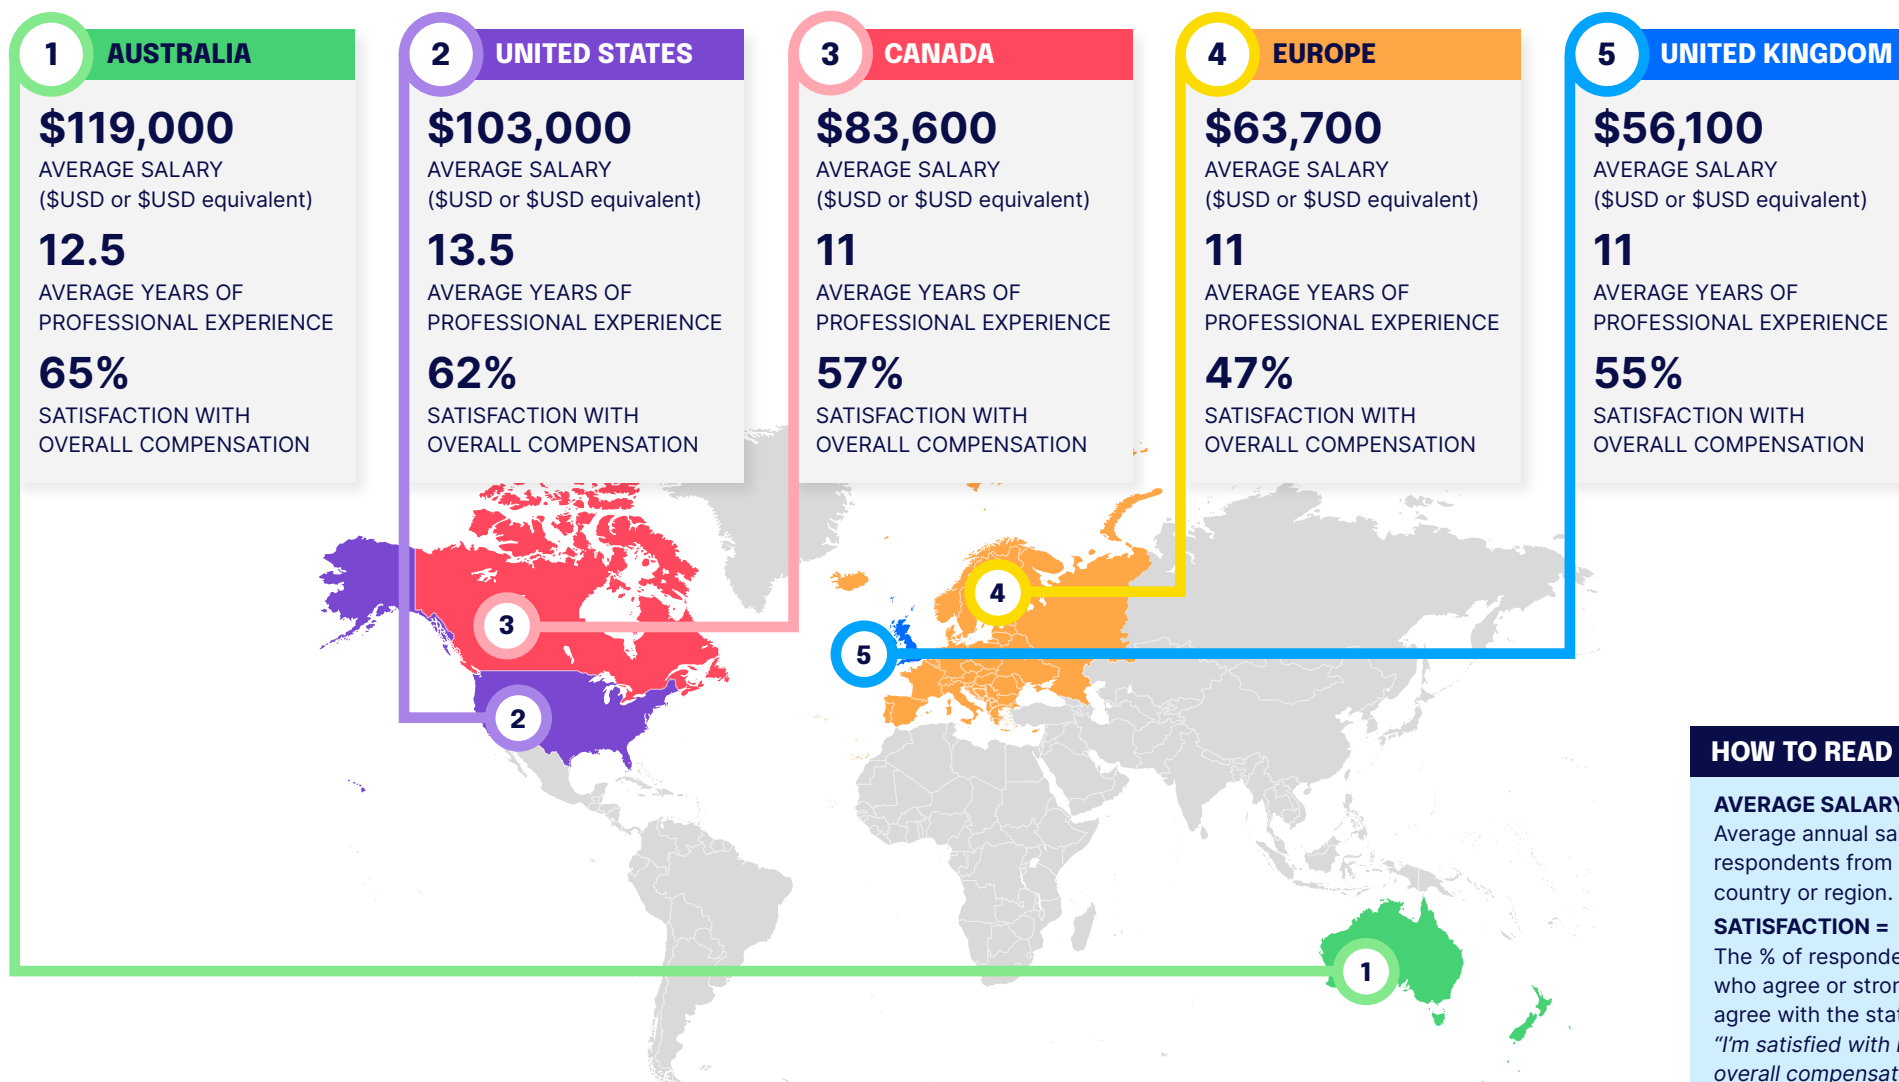 1 AUSTRALIA
$119,000
AVERAGE SALARY
($USD or $USD equivalent)
12.5
AVERAGE YEARS OF
PROFESSIONAL EXPERIENCE
65%
SATISFACTION WITH
OVERALL COMPENSATION
2 UNITED STATES
$103,000
AVERAGE SALARY
($USD or $USD equivalent)
13.5
AVERAGE YEARS OF
PROFESSIONAL EXPERIENCE
62%
SATISFACTION WITH
OVERALL COMPENSATION
3 CANADA
$83,600
AVERAGE SALARY
($USD or $USD equivalent)
11
AVERAGE YEARS OF
PROFESSIONAL EXPERIENCE
57%
SATISFACTION WITH
OVERALL COMPENSATION
4 EUROPE
$63,700
AVERAGE SALARY
($USD or $USD equivalent)
11
AVERAGE YEARS OF
PROFESSIONAL EXPERIENCE
47%
SATISFACTION WITH
OVERALL COMPENSATION
5 UNITED KINGDOM
$56,100
AVERAGE SALARY
($USD or $USD equivalent)
11
AVERAGE YEARS OF
PROFESSIONAL EXPERIENCE
55%
SATISFACTION WITH
OVERALL COMPENSATION
4
3
5
2
1
HOW TO READ
AVERAGE SALARY
Average annual
respondents from
country or region.
SATISFACTION =
The % of
who agree or
agree with the
“I’m satisfied with
overall